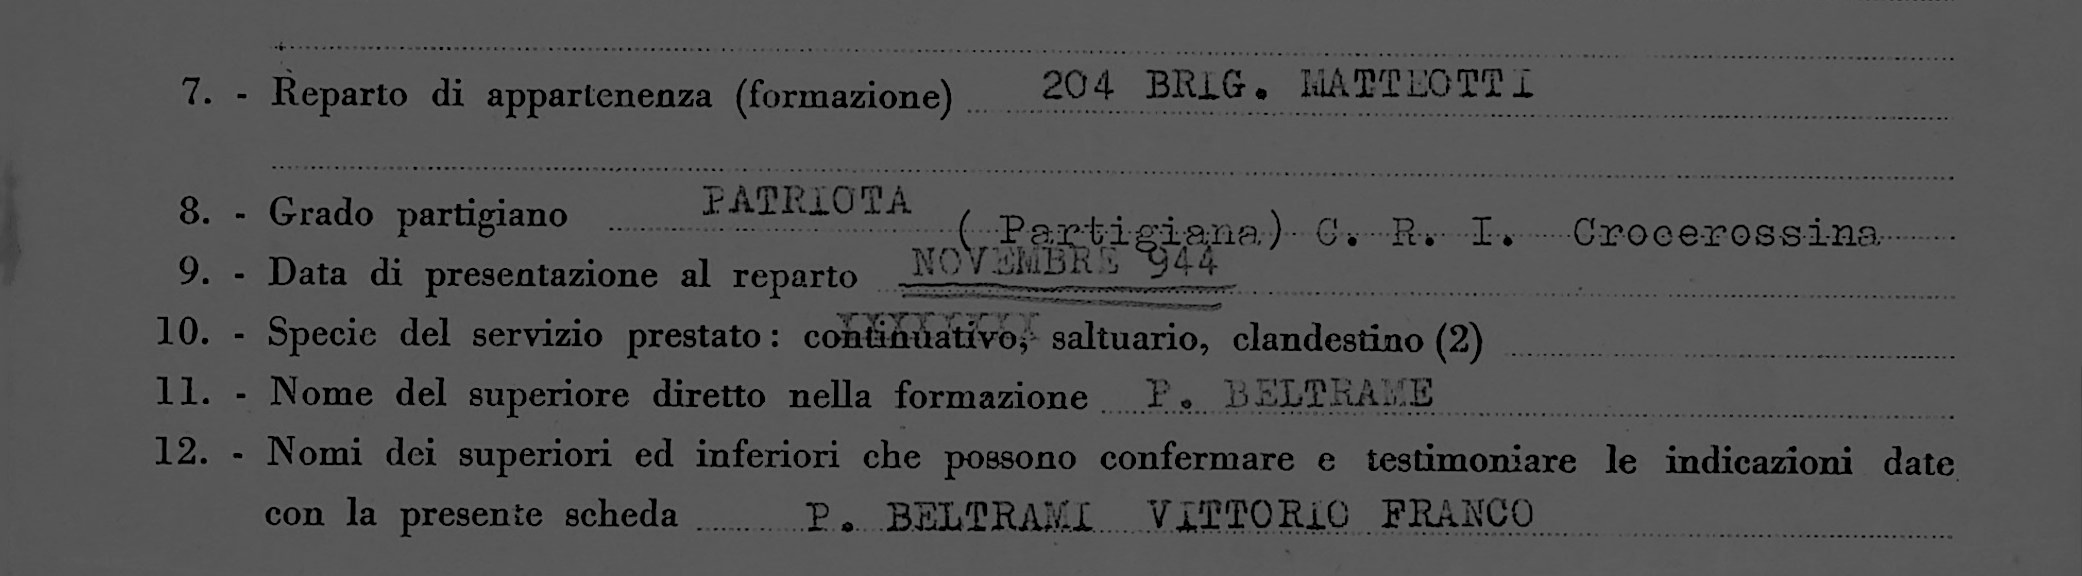 7. - Reparto di appartenenza (formazione) 204 BRIG. MATTEOTTI
8. - Grado partigiano PATRIOTA (Partigiana) C. R. I. Crocerossina
9. - Data di presentazione al reparto NOVEMBRE 944
10. - Specie del servizio prestato: continuativo, saltuario, clandestino (2)
11. - Nome del superiore diretto nella formazione P. BELTRAME
12. - Nomi dei superiori ed inferiori che possono confermare e testimoniare le indicazioni date
con la presente scheda P. BELTRAMI VITTORIO FRANCO